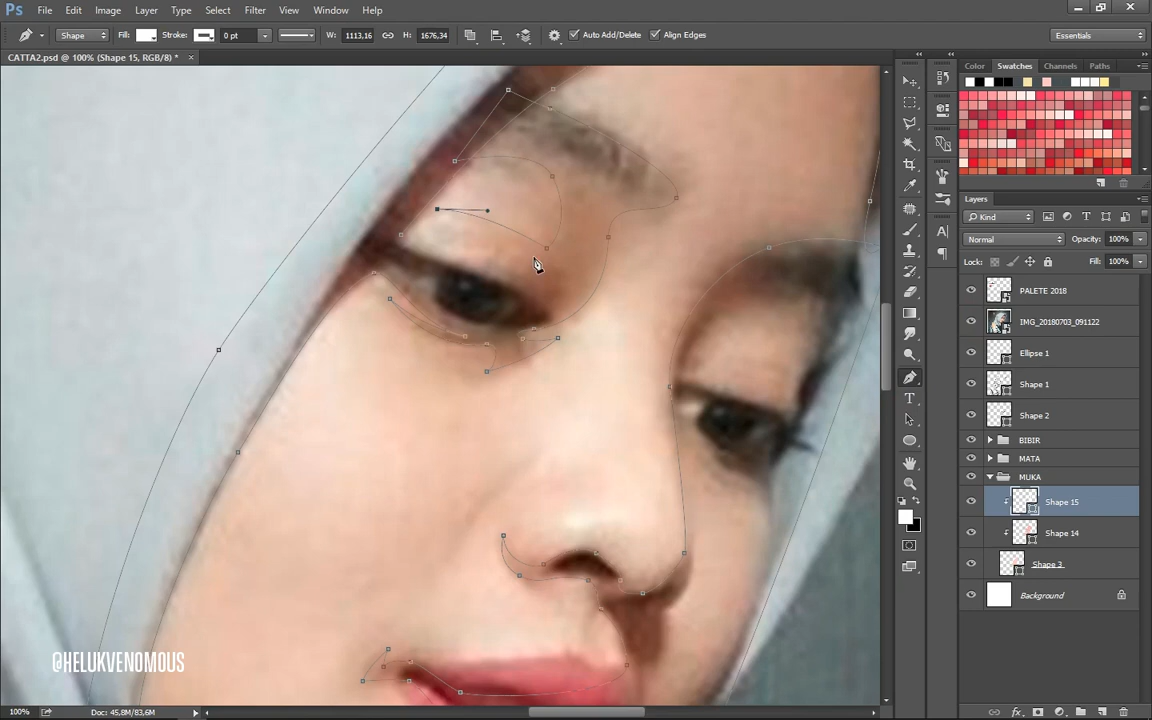 Ps File Edit Image Layer Type Select Filter View Window Help
Shape Fill: Stroke: 0 pt W: 1113,16 H: 1676,34 Auto Add/Delete Align Edges Essentials
CATTA2.psd @ 100% (Shape 15, RGB/8) * ×
Color Swatches Channels Paths
Layers
Kind
Normal Opacity: 100%
Lock: Fill: 100%
PALETE 2018
IMG_20180703_091122
Ellipse 1
Shape 1
Shape 2
BIBIR
MATA
MUKA
Shape 15
Shape 14
Shape 3
Background
@HELUKVENOMOUS
100% Doc: 45,8M/83,6M